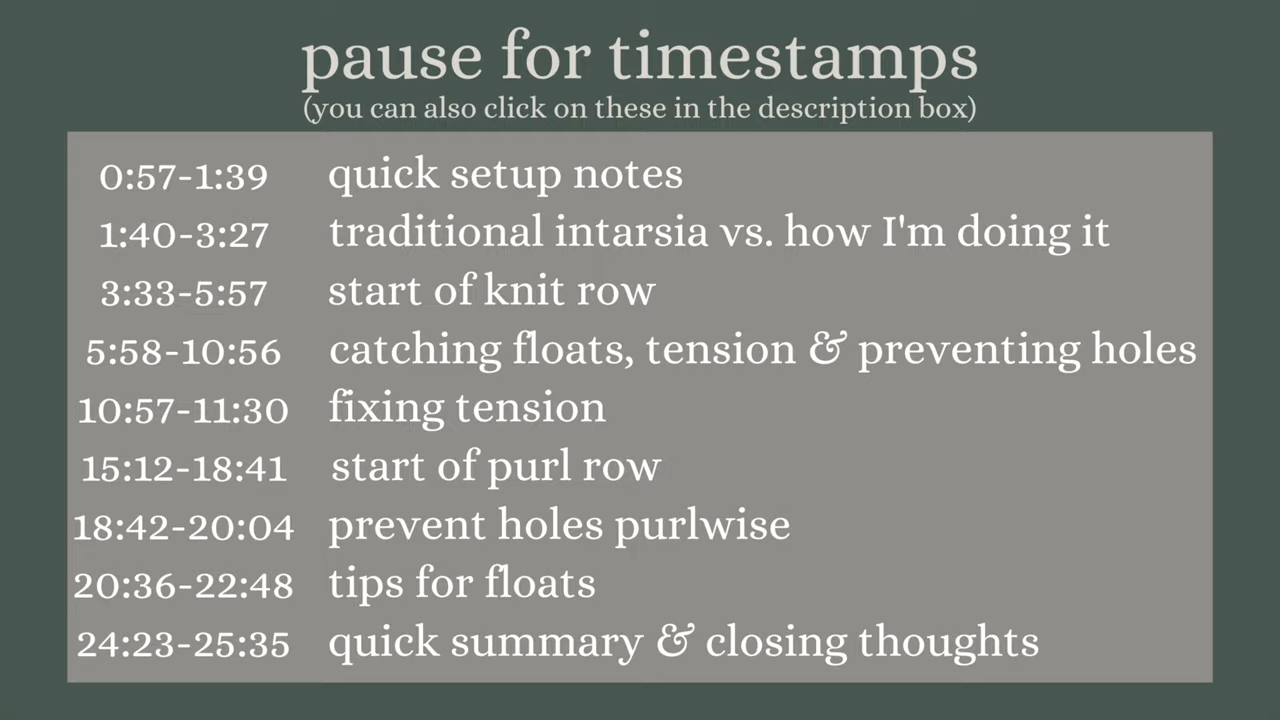 pause for timestamps
(you can also click on these in the description box)
0:57-1:39 quick setup notes
1:40-3:27 traditional intarsia vs. how I'm doing it
3:33-5:57 start of knit row
5:58-10:56 catching floats, tension & preventing holes
10:57-11:30 fixing tension
15:12-18:41 start of purl row
18:42-20:04 prevent holes purlwise
20:36-22:48 tips for floats
24:23-25:35 quick summary & closing thoughts